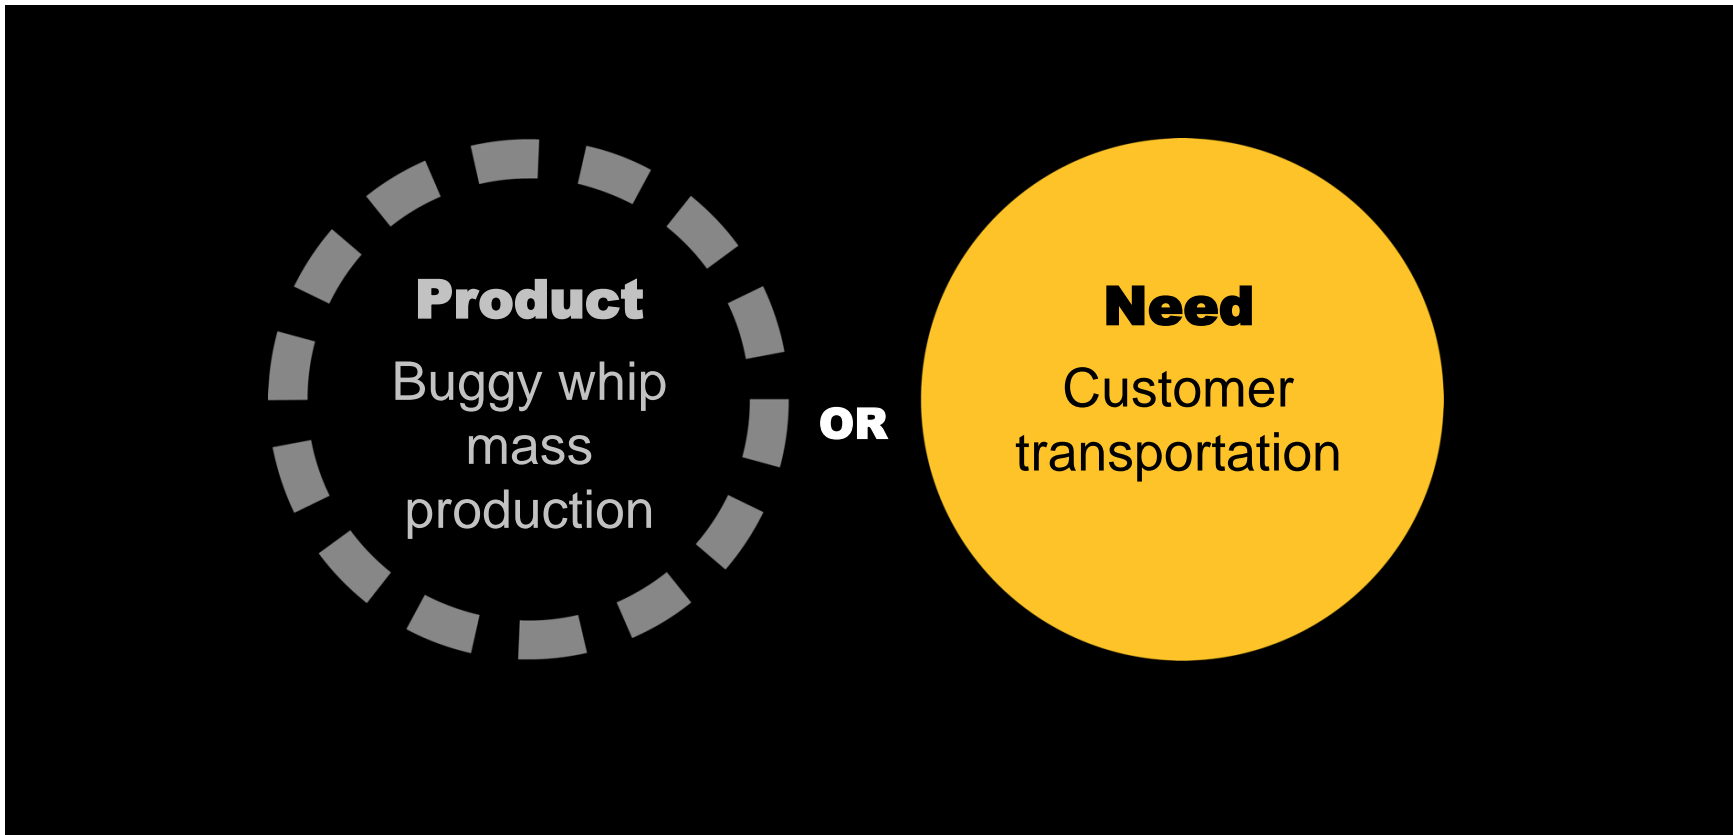 Product
Buggy whip
mass
production
OR
Need
Customer
transportation